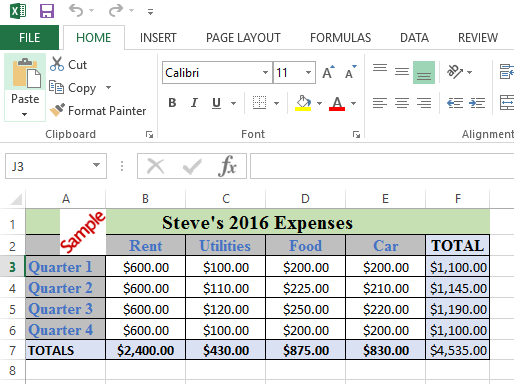 FILE HOME INSERT PAGE LAYOUT FORMULAS DATA REVIEW
Paste
Cut
Copy
Format Painter
Calibri 11 A A
B I U A
Clipboard Font Alignment
J3 fx
A B C D E F
1 Steve's 2016 Expenses
Sample
2 Rent Utilities Food Car TOTAL
3 Quarter 1 $600.00 $100.00 $200.00 $200.00 $1,100.00
4 Quarter 2 $600.00 $110.00 $225.00 $210.00 $1,145.00
5 Quarter 3 $600.00 $120.00 $250.00 $220.00 $1,190.00
6 Quarter 4 $600.00 $100.00 $200.00 $200.00 $1,100.00
7 TOTALS $2,400.00 $430.00 $875.00 $830.00 $4,535.00
8